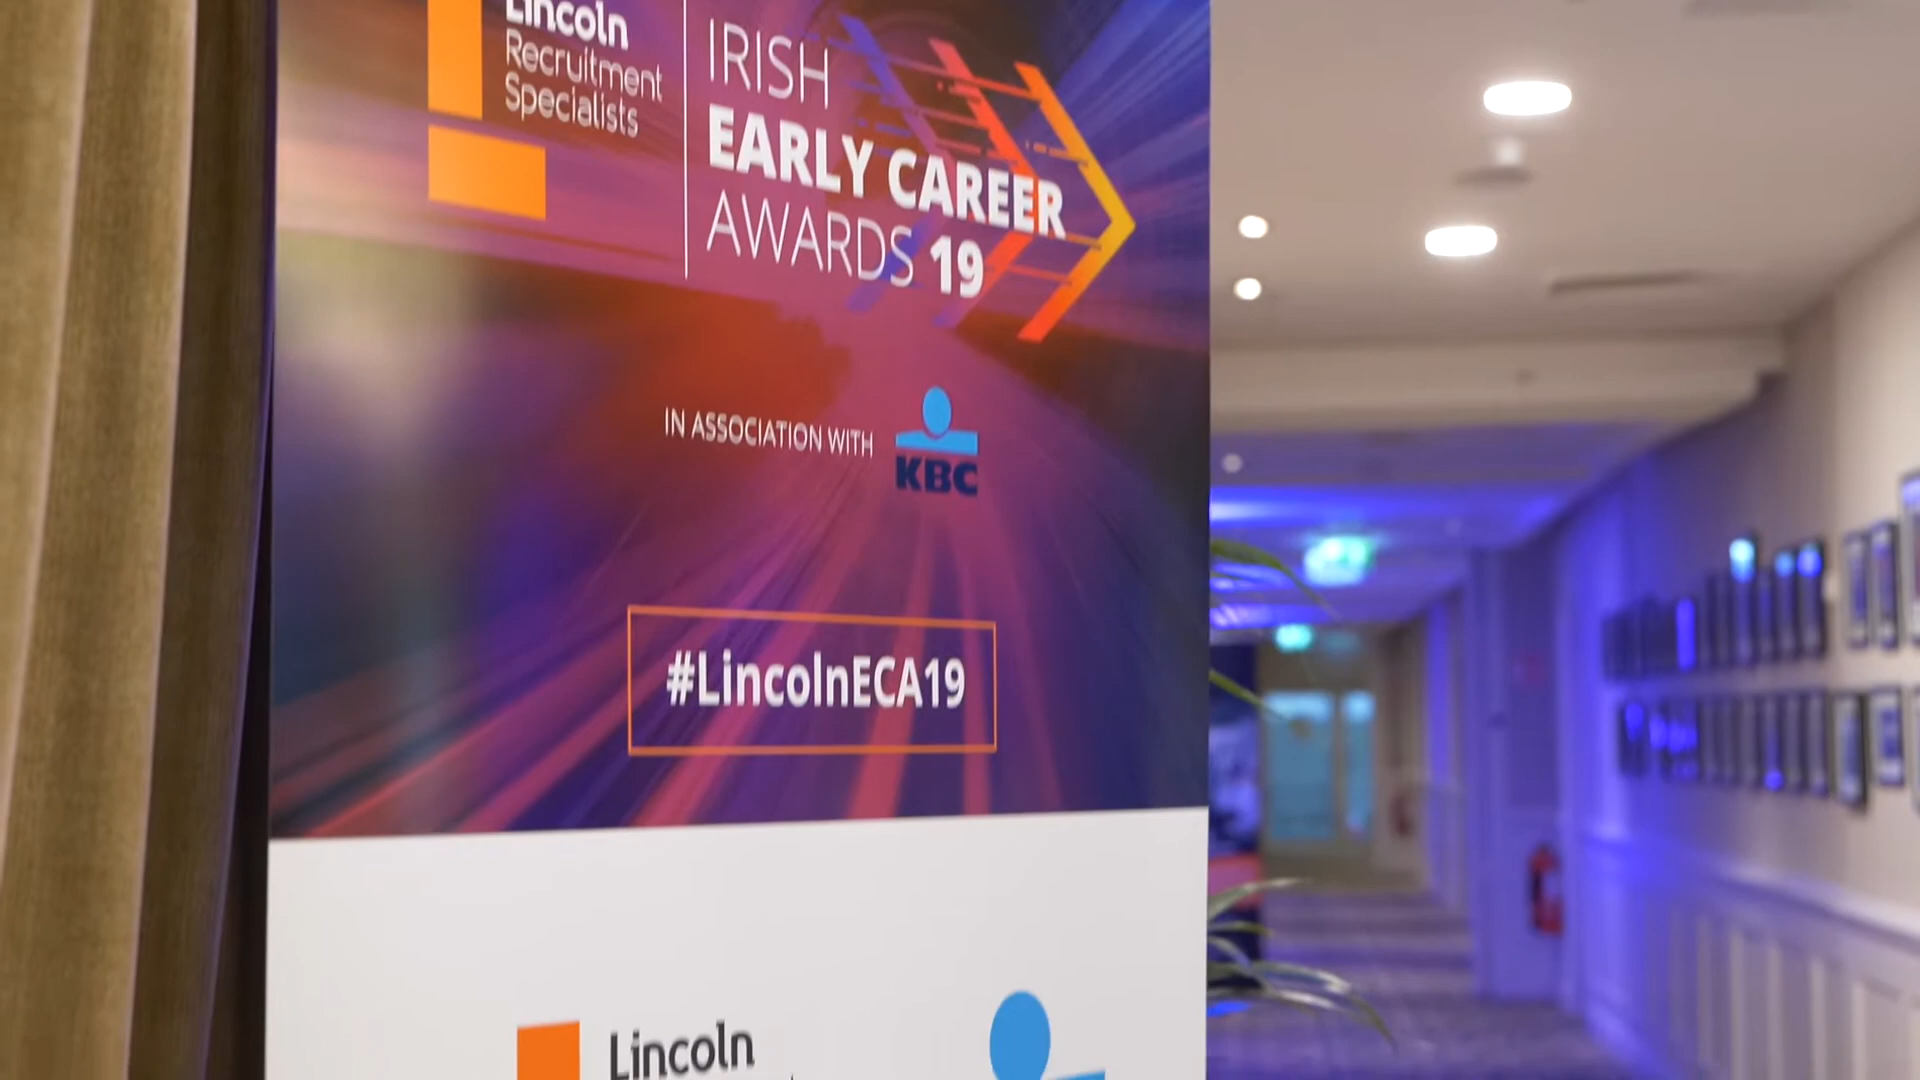 Lincoln
Recruitment
Specialists
IRISH
EARLY CAREER
AWARDS 19
IN ASSOCIATION WITH
KBC
#LincolnECA19
Lincoln